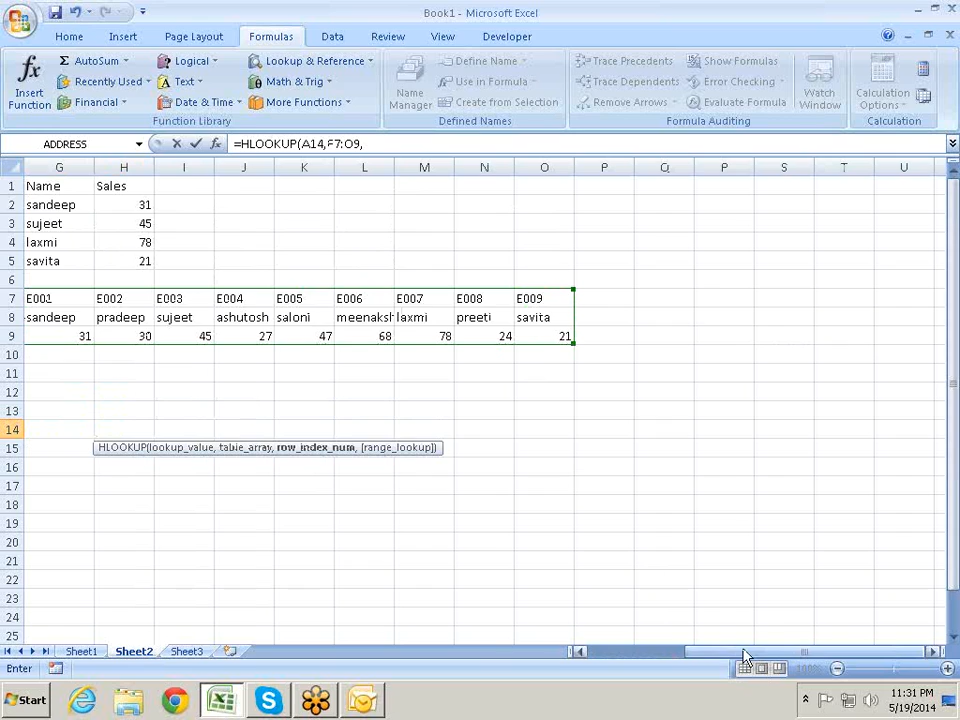 Book1 - Microsoft Excel
Home Insert Page Layout Formulas Data Review View Developer
Σ AutoSum Logical Lookup & Reference Trace Precedents Show Formulas
Define Name
Recently Used Text Math & Trig Use in Formula Trace Dependents Error Checking
Insert Function Name Manager Watch Window Calculation Options
Financial Date & Time More Functions Create from Selection Remove Arrows Evaluate Formula
Function Library Defined Names Formula Auditing Calculation
ADDRESS fx =HLOOKUP(A14,F7:O9,
G H I J K L M N O P Q R S T U
1 Name Sales
2 sandeep 31
3 sujeet 45
4 laxmi 78
5 savita 21
6
7 E001 E002 E003 E004 E005 E006 E007 E008 E009
8 sandeep pradeep sujeet ashutosh saloni meenaksh laxmi preeti savita
9 31 30 45 27 47 68 78 24 21
10
11
12
13
14
15 HLOOKUP(lookup_value, table_array, row_index_num, [range_lookup])
16
17
18
19
20
21
22
23
24
25
Sheet1 Sheet2 Sheet3
Enter
Start 11:31 PM
5/19/2014